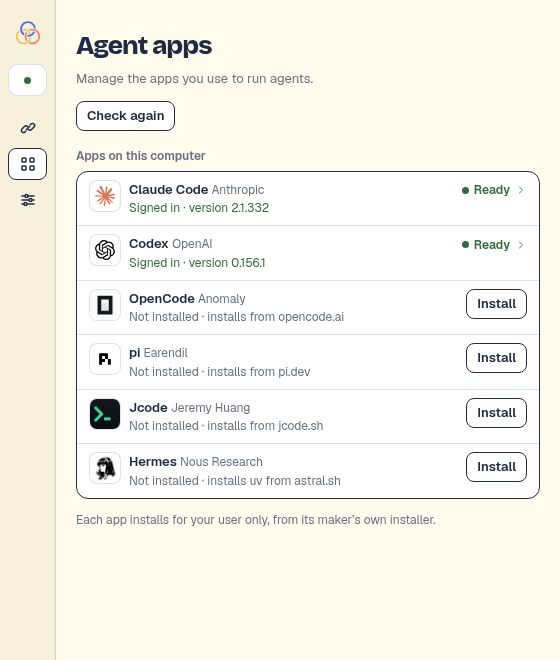 Agent apps
Manage the apps you use to run agents.
Check again
Apps on this computer
Claude Code Anthropic
Ready
Signed in · version 2.1.332
Codex OpenAI
Ready
Signed in · version 0.156.1
OpenCode Anomaly
Install
Not installed · installs from opencode.ai
pi Earendil
Install
Not installed · installs from pi.dev
Jcode Jeremy Huang
Install
Not installed · installs from jcode.sh
Hermes Nous Research
Install
Not installed · installs uv from astral.sh
Each app installs for your user only, from its maker's own installer.